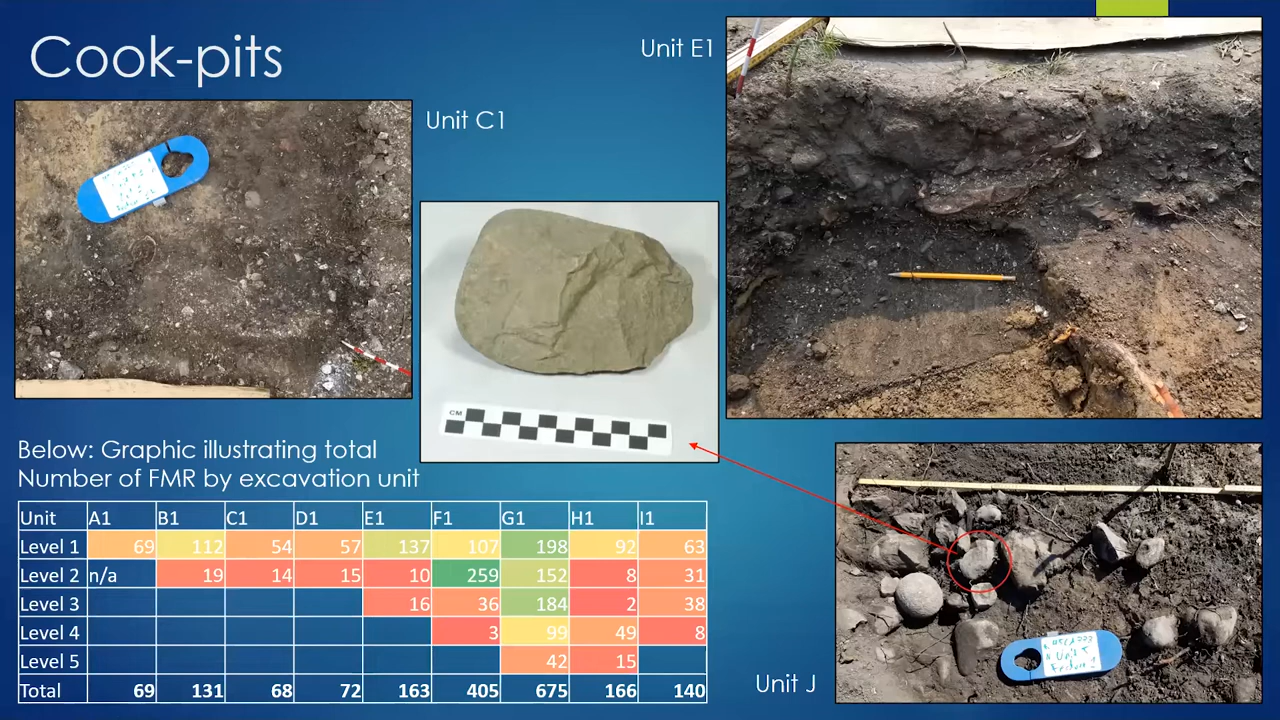 Cook-pits
Unit E1
Unit C1
CM
Below: Graphic illustrating total
Number of FMR by excavation unit
Unit A1 B1 C1 D1 E1 F1 G1 H1 I1
Level 1 69 112 54 57 137 107 198 92 63
Level 2 n/a 19 14 15 10 259 152 8 31
Level 3 16 36 184 2 38
Level 4 3 99 49 8
Level 5 42 15
Total 69 131 68 72 163 405 675 166 140
Unit J